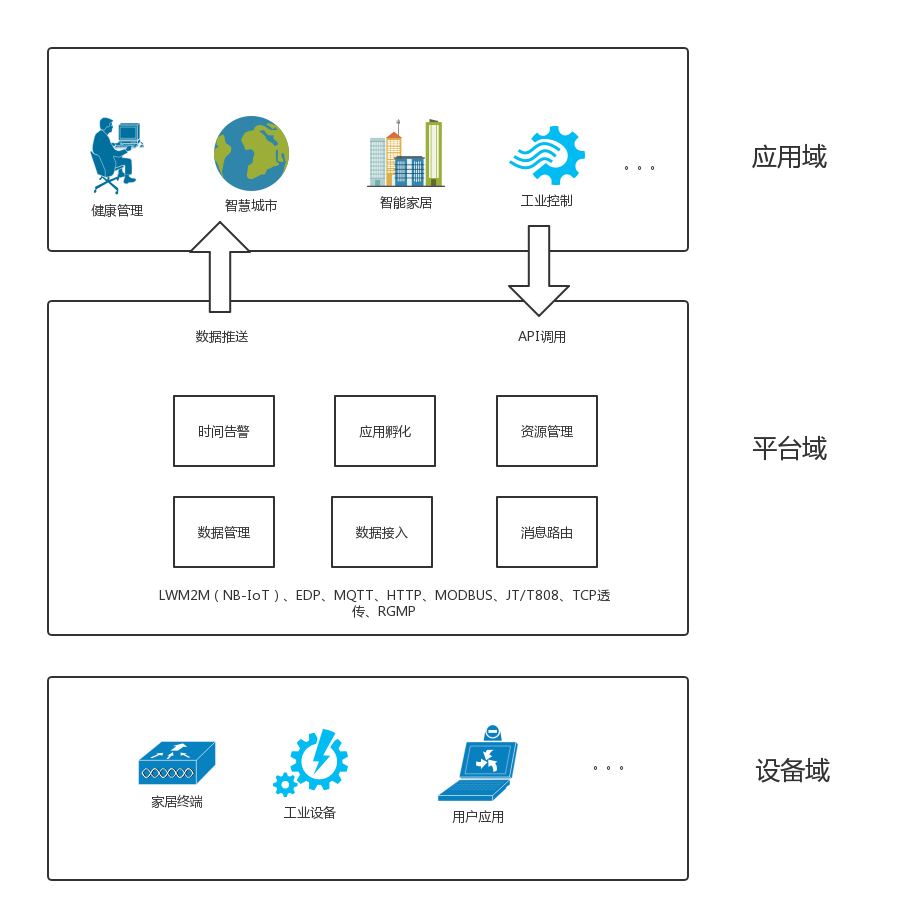 应用域
健康管理
智慧城市
智能家居
工业控制
。。。
数据推送
API调用
平台域
时间告警
应用孵化
资源管理
数据管理
数据接入
消息路由
LWM2M（NB-IoT）、EDP、MQTT、HTTP、MODBUS、JT/T808、TCP透
传、RGMP
设备域
家居终端
工业设备
用户应用
。。。